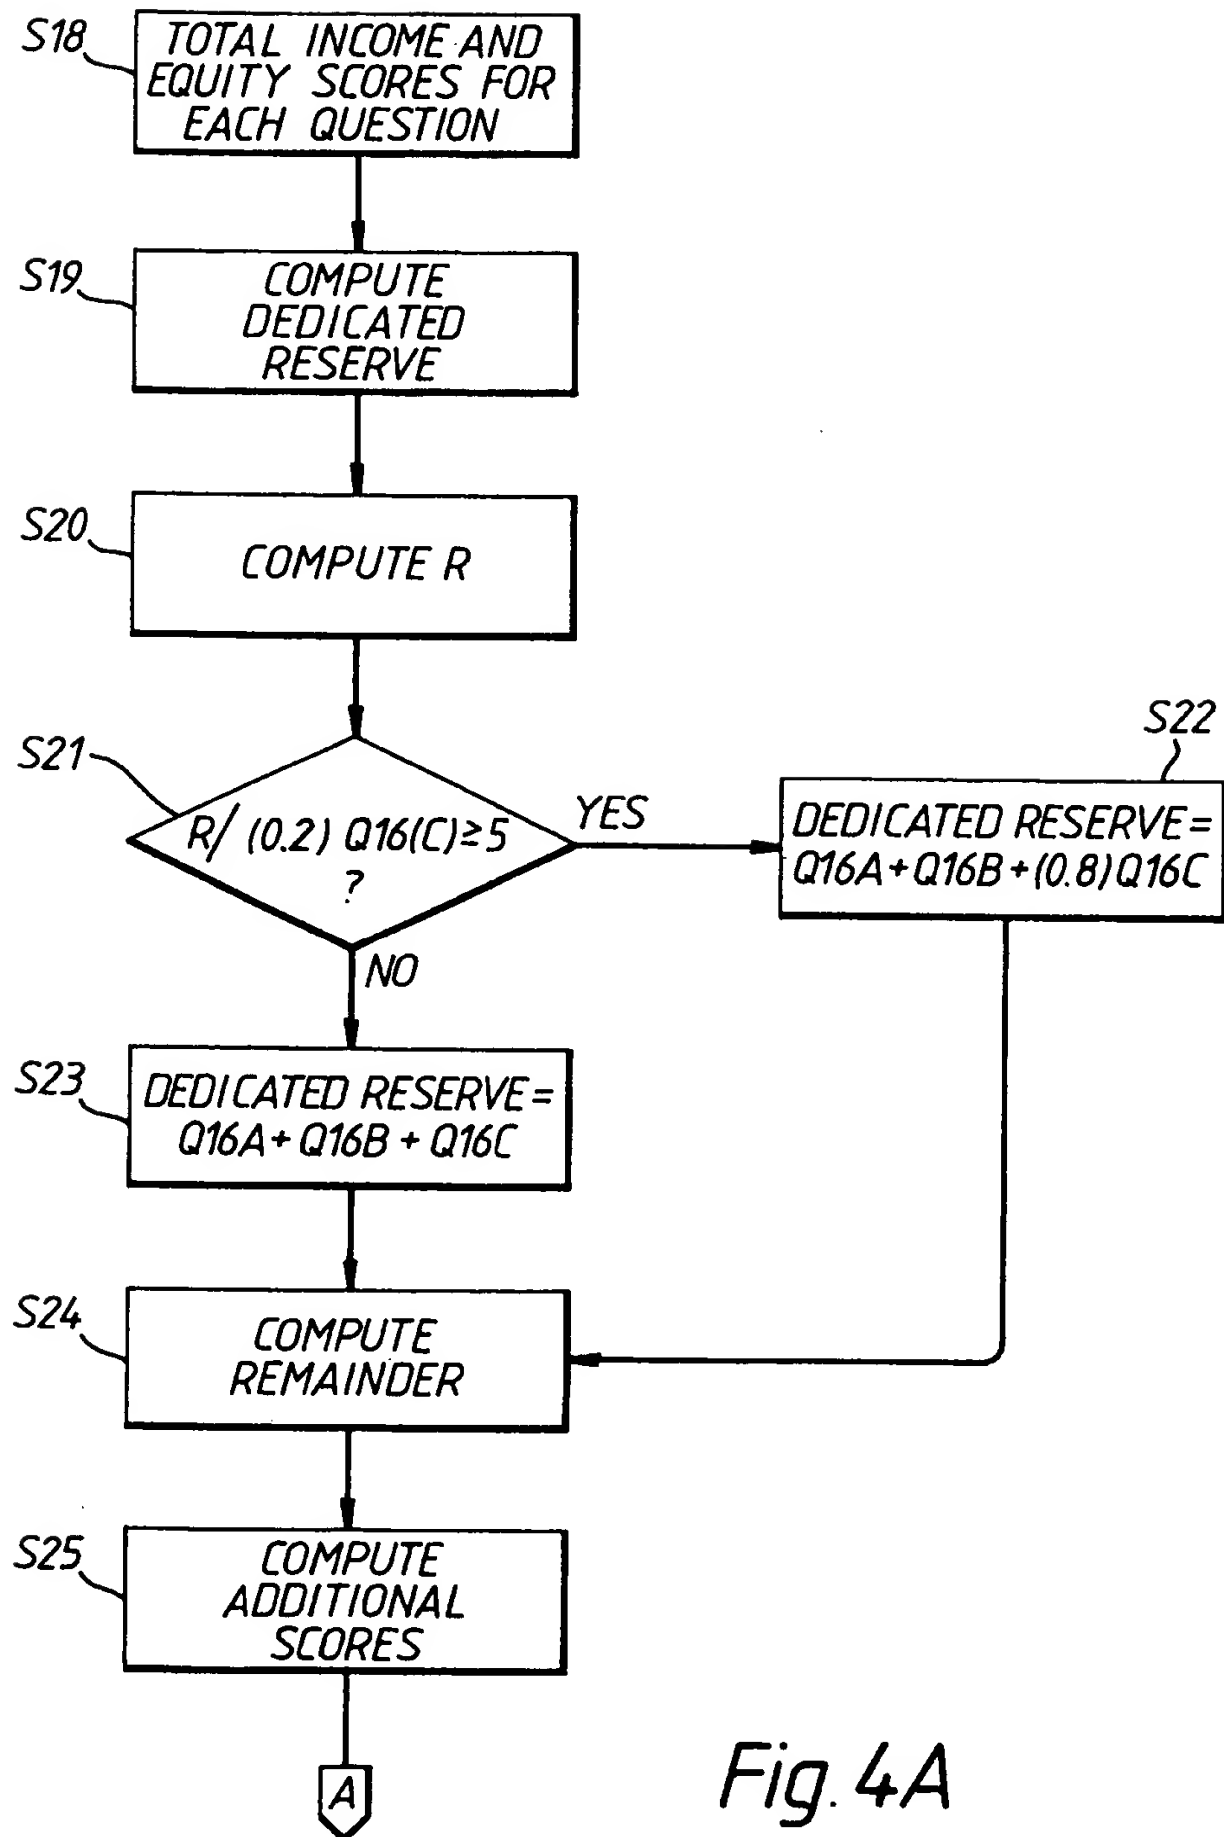 S18
TOTAL INCOME AND
EQUITY SCORES FOR
EACH QUESTION
S19
COMPUTE
DEDICATED
RESERVE
S20
COMPUTE R
S21
R/(0.2) Q16(C)≥5
?
YES
NO
S22
DEDICATED RESERVE=
Q16A+Q16B+(0.8)Q16C
S23
DEDICATED RESERVE=
Q16A+Q16B+Q16C
S24
COMPUTE
REMAINDER
S25
COMPUTE
ADDITIONAL
SCORES
A
Fig. 4A